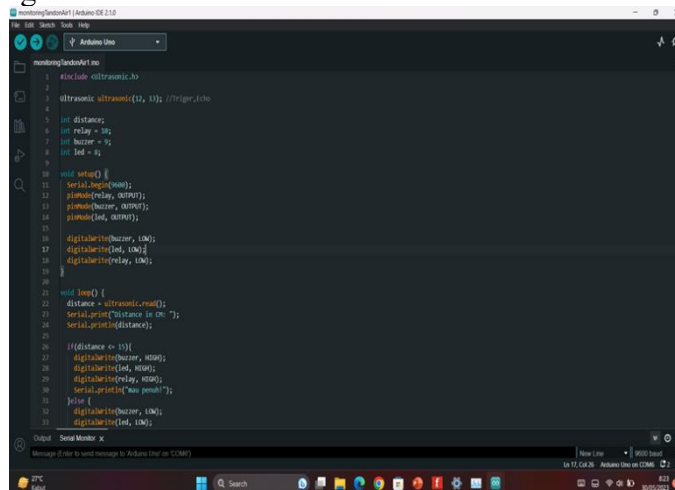 monitoringTandonAir1 | Arduino IDE 2.1.0
File Edit Sketch Tools Help
Arduino Uno
monitoringTandonAir1.ino
1 #include <Ultrasonic.h>
2
3 Ultrasonic ultrasonic(12, 13); //Triger,Echo
4
5 int distance;
6 int relay = 10;
7 int buzzer = 9;
8 int led = 8;
9
10 void setup() {
11 Serial.begin(9600);
12 pinMode(relay, OUTPUT);
13 pinMode(buzzer, OUTPUT);
14 pinMode(led, OUTPUT);
15
16 digitalWrite(buzzer, LOW);
17 digitalWrite(led, LOW);
18 digitalWrite(relay, LOW);
19 }
20
21 void loop() {
22 distance = ultrasonic.read();
23 Serial.print("Distance in CM: ");
24 Serial.println(distance);
25
26 if(distance <= 15){
27 digitalWrite(buzzer, HIGH);
28 digitalWrite(led, HIGH);
29 digitalWrite(relay, HIGH);
30 Serial.println("mau penuh!");
31 }else {
32 digitalWrite(buzzer, LOW);
33 digitalWrite(led, LOW);
Output Serial Monitor x
Message (Enter to send message to 'Arduino Uno' on 'COM6')
New Line 9600 baud
Ln 17, Col 26 Arduino Uno on COM6 2
27°C
Kabut
Search
8:23
30/05/2023